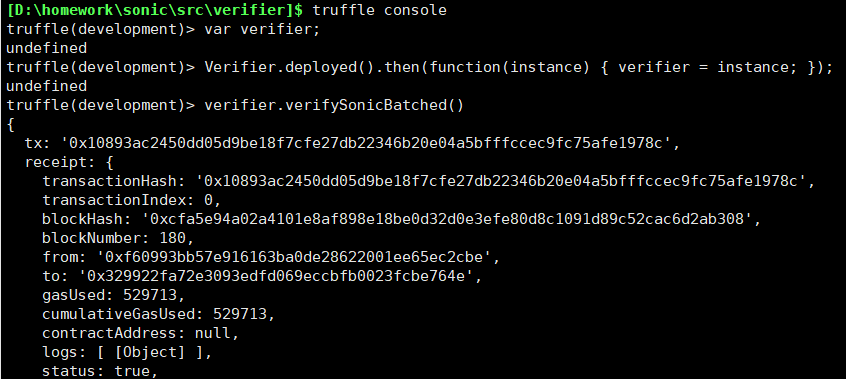 [D:\homework\sonic\src\verifier]$ truffle console
truffle(development)> var verifier;
undefined
truffle(development)> Verifier.deployed().then(function(instance) { verifier = instance; });
undefined
truffle(development)> verifier.verifySonicBatched()
{
  tx: '0x10893ac2450dd05d9be18f7cfe27db22346b20e04a5bfffccec9fc75afe1978c',
  receipt: {
    transactionHash: '0x10893ac2450dd05d9be18f7cfe27db22346b20e04a5bfffccec9fc75afe1978c',
    transactionIndex: 0,
    blockHash: '0xcfa5e94a02a4101e8af898e18be0d32d0e3efe80d8c1091d89c52cac6d2ab308',
    blockNumber: 180,
    from: '0xf60993bb57e916163ba0de28622001ee65ec2cbe',
    to: '0x329922fa72e3093edfd069eccbfb0023fcbe764e',
    gasUsed: 529713,
    cumulativeGasUsed: 529713,
    contractAddress: null,
    logs: [ [Object] ],
    status: true,